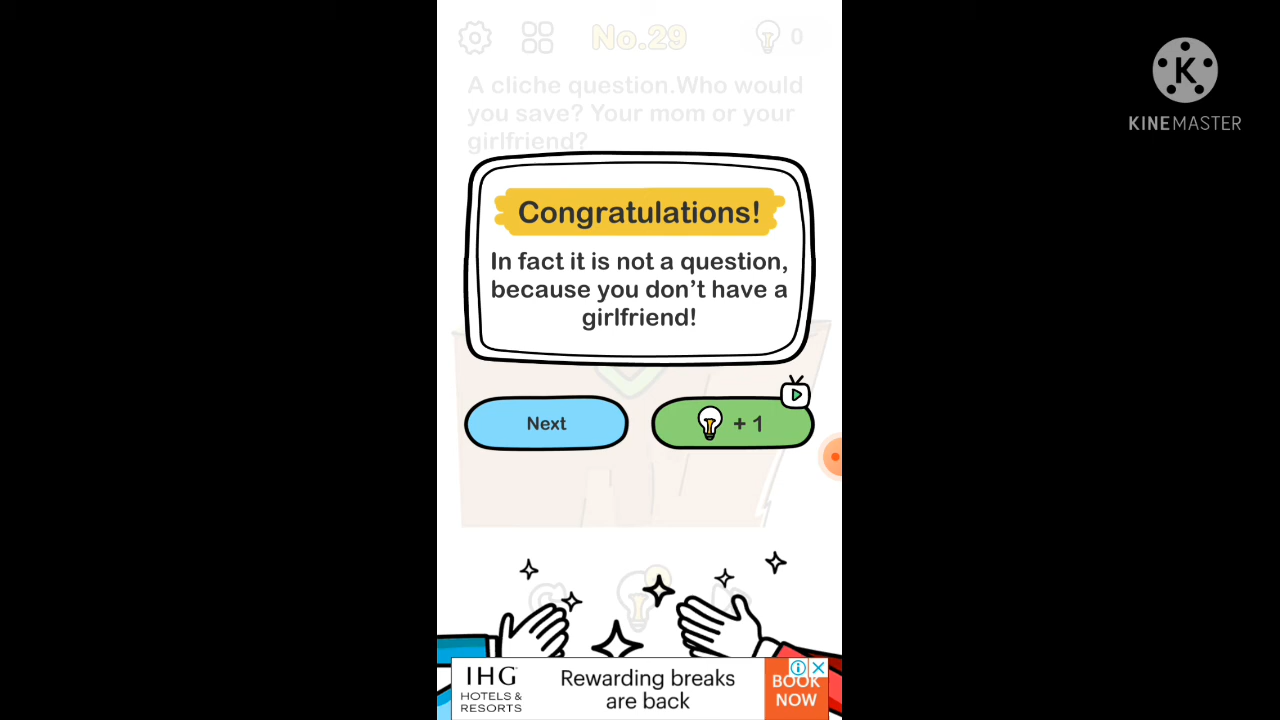 No.29
0
A cliche question.Who would
you save? Your mom or your
girlfriend?
Congratulations!
In fact it is not a question,
because you don't have a
girlfriend!
Next
+ 1
IHG
HOTELS &
RESORTS
Rewarding breaks
are back
BOOK
NOW
K
KINEMASTER